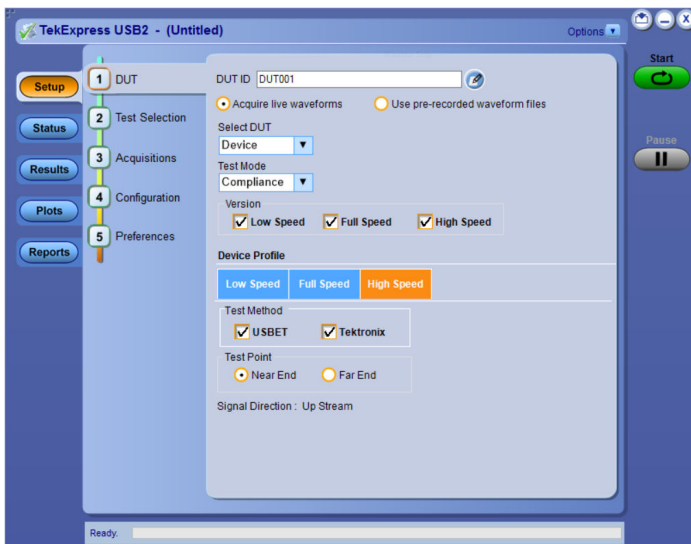 TekExpress USB2 - (Untitled)
Options
Start
Pause
Setup
Status
Results
Plots
Reports
1 DUT
2 Test Selection
3 Acquisitions
4 Configuration
5 Preferences
DUT ID DUT001
Acquire live waveforms Use pre-recorded waveform files
Select DUT
Device
Test Mode
Compliance
Version
Low Speed Full Speed High Speed
Device Profile
Low Speed Full Speed High Speed
Test Method
USBET Tektronix
Test Point
Near End Far End
Signal Direction : Up Stream
Ready.